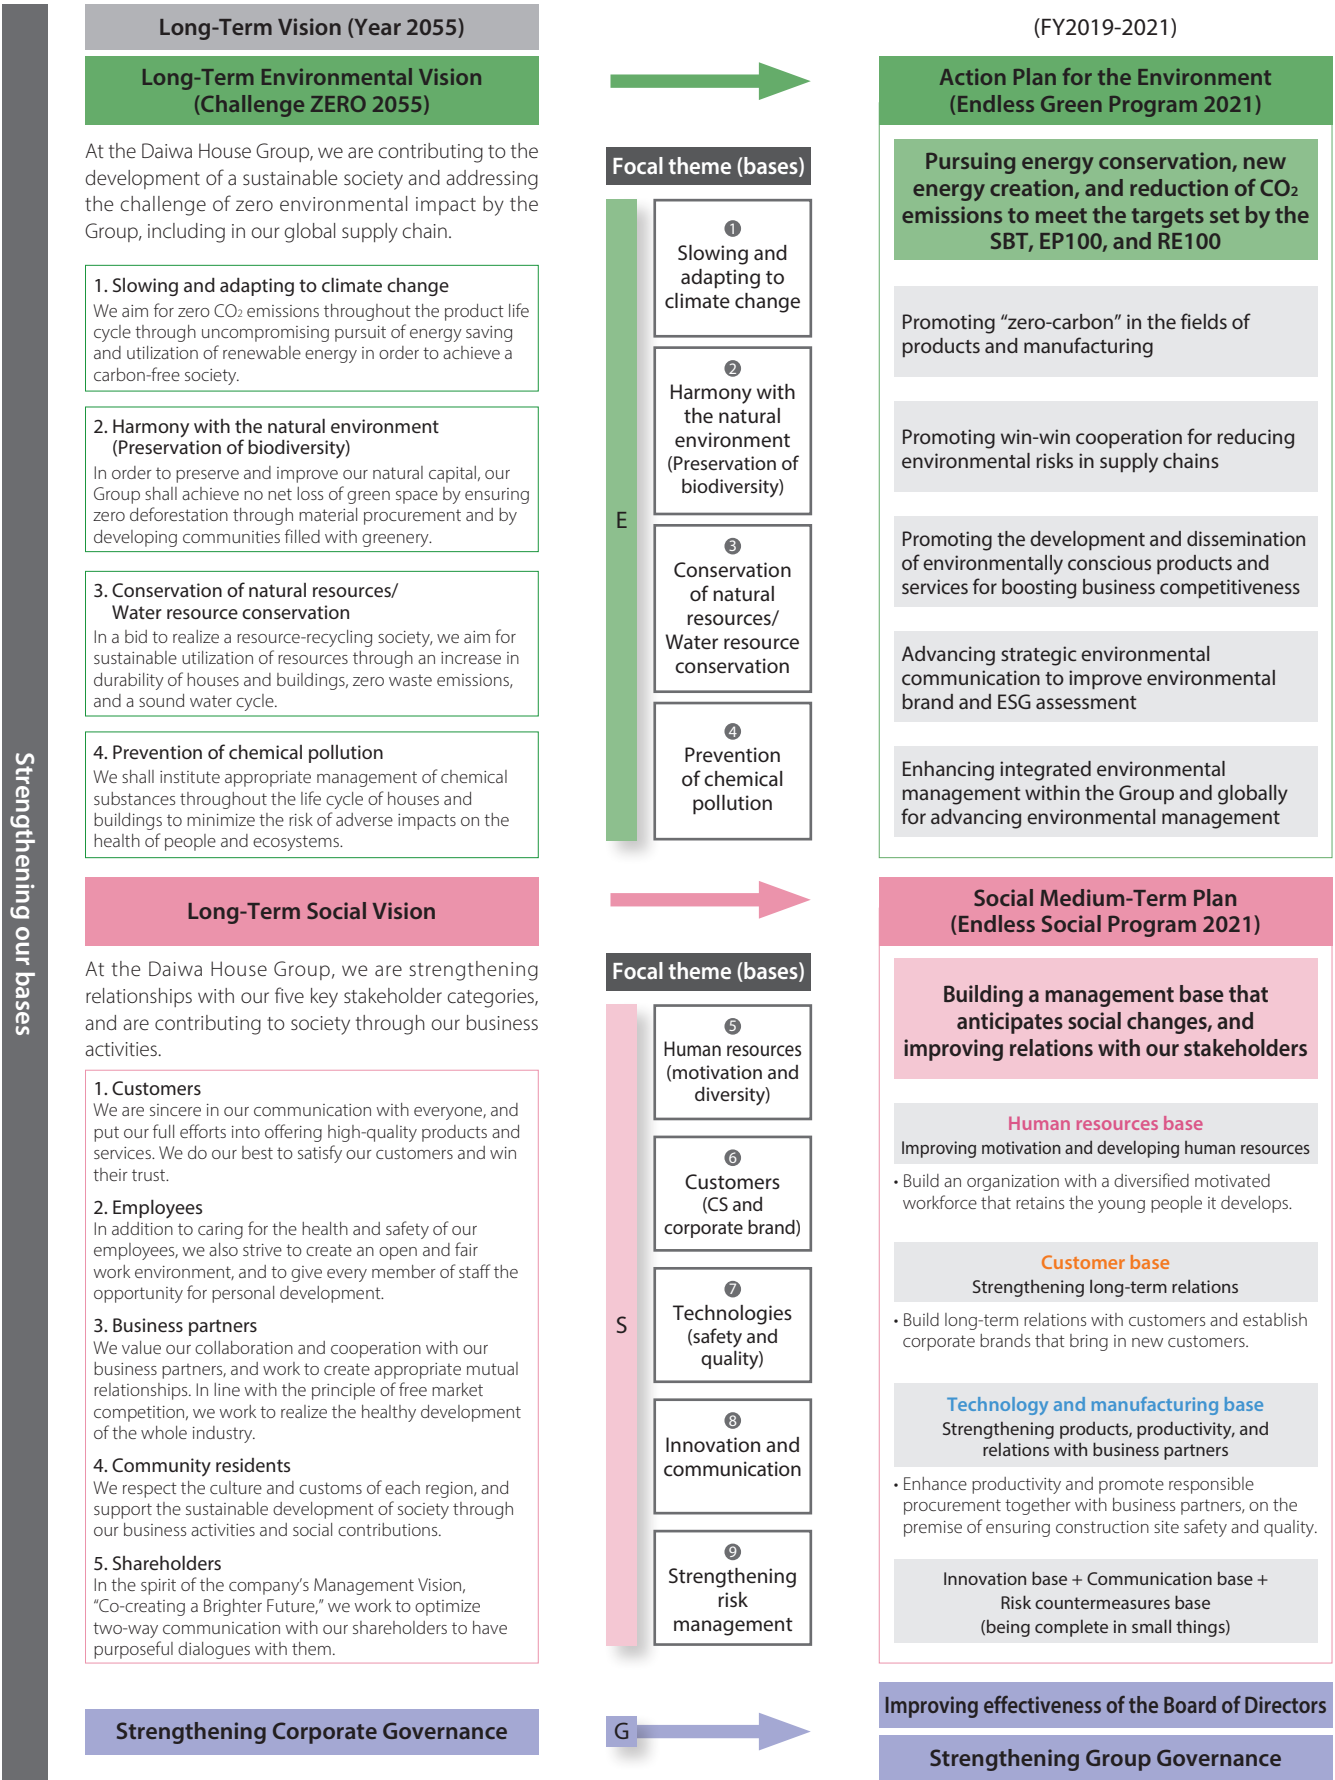 Strengthening our bases
Long-Term Vision (Year 2055)
Long-Term Environmental Vision
(Challenge ZERO 2055)
At the Daiwa House Group, we are contributing to the
development of a sustainable society and addressing
the challenge of zero environmental impact by the
Group, including in our global supply chain.
1. Slowing and adapting to climate change
We aim for zero CO2 emissions throughout the product life
cycle through uncompromising pursuit of energy saving
and utilization of renewable energy in order to achieve a
carbon-free society.
2. Harmony with the natural environment
(Preservation of biodiversity)
In order to preserve and improve our natural capital, our
Group shall achieve no net loss of green space by ensuring
zero deforestation through material procurement and by
developing communities filled with greenery.
3. Conservation of natural resources/
Water resource conservation
In a bid to realize a resource-recycling society, we aim for
sustainable utilization of resources through an increase in
durability of houses and buildings, zero waste emissions,
and a sound water cycle.
4. Prevention of chemical pollution
We shall institute appropriate management of chemical
substances throughout the life cycle of houses and
buildings to minimize the risk of adverse impacts on the
health of people and ecosystems.
Focal theme (bases)
E
❶
Slowing and
adapting to
climate change
❷
Harmony with
the natural
environment
(Preservation of
biodiversity)
❸
Conservation
of natural
resources/
Water resource
conservation
❹
Prevention
of chemical
pollution
(FY2019-2021)
Action Plan for the Environment
(Endless Green Program 2021)
Pursuing energy conservation, new
energy creation, and reduction of CO2
emissions to meet the targets set by the
SBT, EP100, and RE100
Promoting “zero-carbon” in the fields of
products and manufacturing
Promoting win-win cooperation for reducing
environmental risks in supply chains
Promoting the development and dissemination
of environmentally conscious products and
services for boosting business competitiveness
Advancing strategic environmental
communication to improve environmental
brand and ESG assessment
Enhancing integrated environmental
management within the Group and globally
for advancing environmental management
Long-Term Social Vision
At the Daiwa House Group, we are strengthening
relationships with our five key stakeholder categories,
and are contributing to society through our business
activities.
1. Customers
We are sincere in our communication with everyone, and
put our full efforts into offering high-quality products and
services. We do our best to satisfy our customers and win
their trust.
2. Employees
In addition to caring for the health and safety of our
employees, we also strive to create an open and fair
work environment, and to give every member of staff the
opportunity for personal development.
3. Business partners
We value our collaboration and cooperation with our
business partners, and work to create appropriate mutual
relationships. In line with the principle of free market
competition, we work to realize the healthy development
of the whole industry.
4. Community residents
We respect the culture and customs of each region, and
support the sustainable development of society through
our business activities and social contributions.
5. Shareholders
In the spirit of the company’s Management Vision,
“Co-creating a Brighter Future,” we work to optimize
two-way communication with our shareholders to have
purposeful dialogues with them.
Focal theme (bases)
S
❺
Human resources
(motivation and
diversity)
❻
Customers
(CS and
corporate brand)
❼
Technologies
(safety and
quality)
❽
Innovation and
communication
❾
Strengthening
risk
management
Social Medium-Term Plan
(Endless Social Program 2021)
Building a management base that
anticipates social changes, and
improving relations with our stakeholders
Human resources base
Improving motivation and developing human resources
• Build an organization with a diversified motivated
workforce that retains the young people it develops.
Customer base
Strengthening long-term relations
• Build long-term relations with customers and establish
corporate brands that bring in new customers.
Technology and manufacturing base
Strengthening products, productivity, and
relations with business partners
• Enhance productivity and promote responsible
procurement together with business partners, on the
premise of ensuring construction site safety and quality.
Innovation base + Communication base +
Risk countermeasures base
(being complete in small things)
Strengthening Corporate Governance
G
Improving effectiveness of the Board of Directors
Strengthening Group Governance